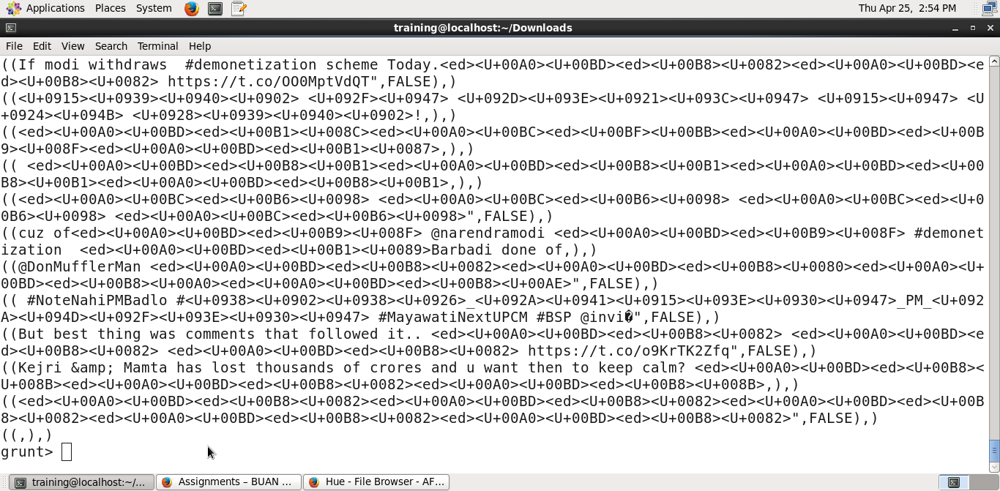 Applications Places System Thu Apr 25, 2:54 PM
training@localhost:~/Downloads
File Edit View Search Terminal Help
((If modi withdraws  #demonetization scheme Today.<ed><U+00A0><U+00BD><ed><U+00B8><U+0082><ed><U+00A0><U+00BD><e
d><U+00B8><U+0082> https://t.co/OO0MptVdQT",FALSE),)
((<U+0915><U+0939><U+0940><U+0902> <U+092F><U+0947> <U+092D><U+093E><U+0921><U+093C><U+0947> <U+0915><U+0947> <U
+0924><U+094B> <U+0928><U+0939><U+0940><U+0902>!,),)
((<ed><U+00A0><U+00BD><ed><U+00B1><U+008C><ed><U+00A0><U+00BC><ed><U+00BF><U+00BB><ed><U+00A0><U+00BD><ed><U+00B
9><U+008F><ed><U+00A0><U+00BD><ed><U+00B1><U+0087>,),)
(( <ed><U+00A0><U+00BD><ed><U+00B8><U+00B1><ed><U+00A0><U+00BD><ed><U+00B8><U+00B1><ed><U+00A0><U+00BD><ed><U+00
B8><U+00B1><ed><U+00A0><U+00BD><ed><U+00B8><U+00B1>,),)
((<ed><U+00A0><U+00BC><ed><U+00B6><U+0098> <ed><U+00A0><U+00BC><ed><U+00B6><U+0098> <ed><U+00A0><U+00BC><ed><U+0
0B6><U+0098> <ed><U+00A0><U+00BC><ed><U+00B6><U+0098>",FALSE),)
((cuz of<ed><U+00A0><U+00BD><ed><U+00B9><U+008F> @narendramodi <ed><U+00A0><U+00BD><ed><U+00B9><U+008F> #demonet
ization  <ed><U+00A0><U+00BD><ed><U+00B1><U+0089>Barbadi done of,),)
((@DonMufflerMan <ed><U+00A0><U+00BD><ed><U+00B8><U+0082><ed><U+00A0><U+00BD><ed><U+00B8><U+0080><ed><U+00A0><U+
00BD><ed><U+00B8><U+00A0><ed><U+00A0><U+00BD><ed><U+00B8><U+00AE>",FALSE),)
(( #NoteNahiPMBadlo #<U+0938><U+0902><U+0938><U+0926>_<U+092A><U+0941><U+0915><U+093E><U+0930><U+0947>_PM_<U+092
A><U+094D><U+092F><U+093E><U+0930><U+0947> #MayawatiNextUPCM #BSP @invi�",FALSE),)
((But best thing was comments that followed it.. <ed><U+00A0><U+00BD><ed><U+00B8><U+0082> <ed><U+00A0><U+00BD><e
d><U+00B8><U+0082> <ed><U+00A0><U+00BD><ed><U+00B8><U+0082> https://t.co/o9KrTK2Zfq",FALSE),)
((Kejri &amp; Mamta has lost thousands of crores and u want then to keep calm? <ed><U+00A0><U+00BD><ed><U+00B8><
U+008B><ed><U+00A0><U+00BD><ed><U+00B8><U+0082><ed><U+00A0><U+00BD><ed><U+00B8><U+008B>,),)
((<ed><U+00A0><U+00BD><ed><U+00B8><U+0082><ed><U+00A0><U+00BD><ed><U+00B8><U+0082><ed><U+00A0><U+00BD><ed><U+00B
8><U+0082><ed><U+00A0><U+00BD><ed><U+00B8><U+0082><ed><U+00A0><U+00BD><ed><U+00B8><U+0082>",FALSE),)
((,),)
grunt>
training@localhost:~/... Assignments – BUAN ... Hue - File Browser - AF...